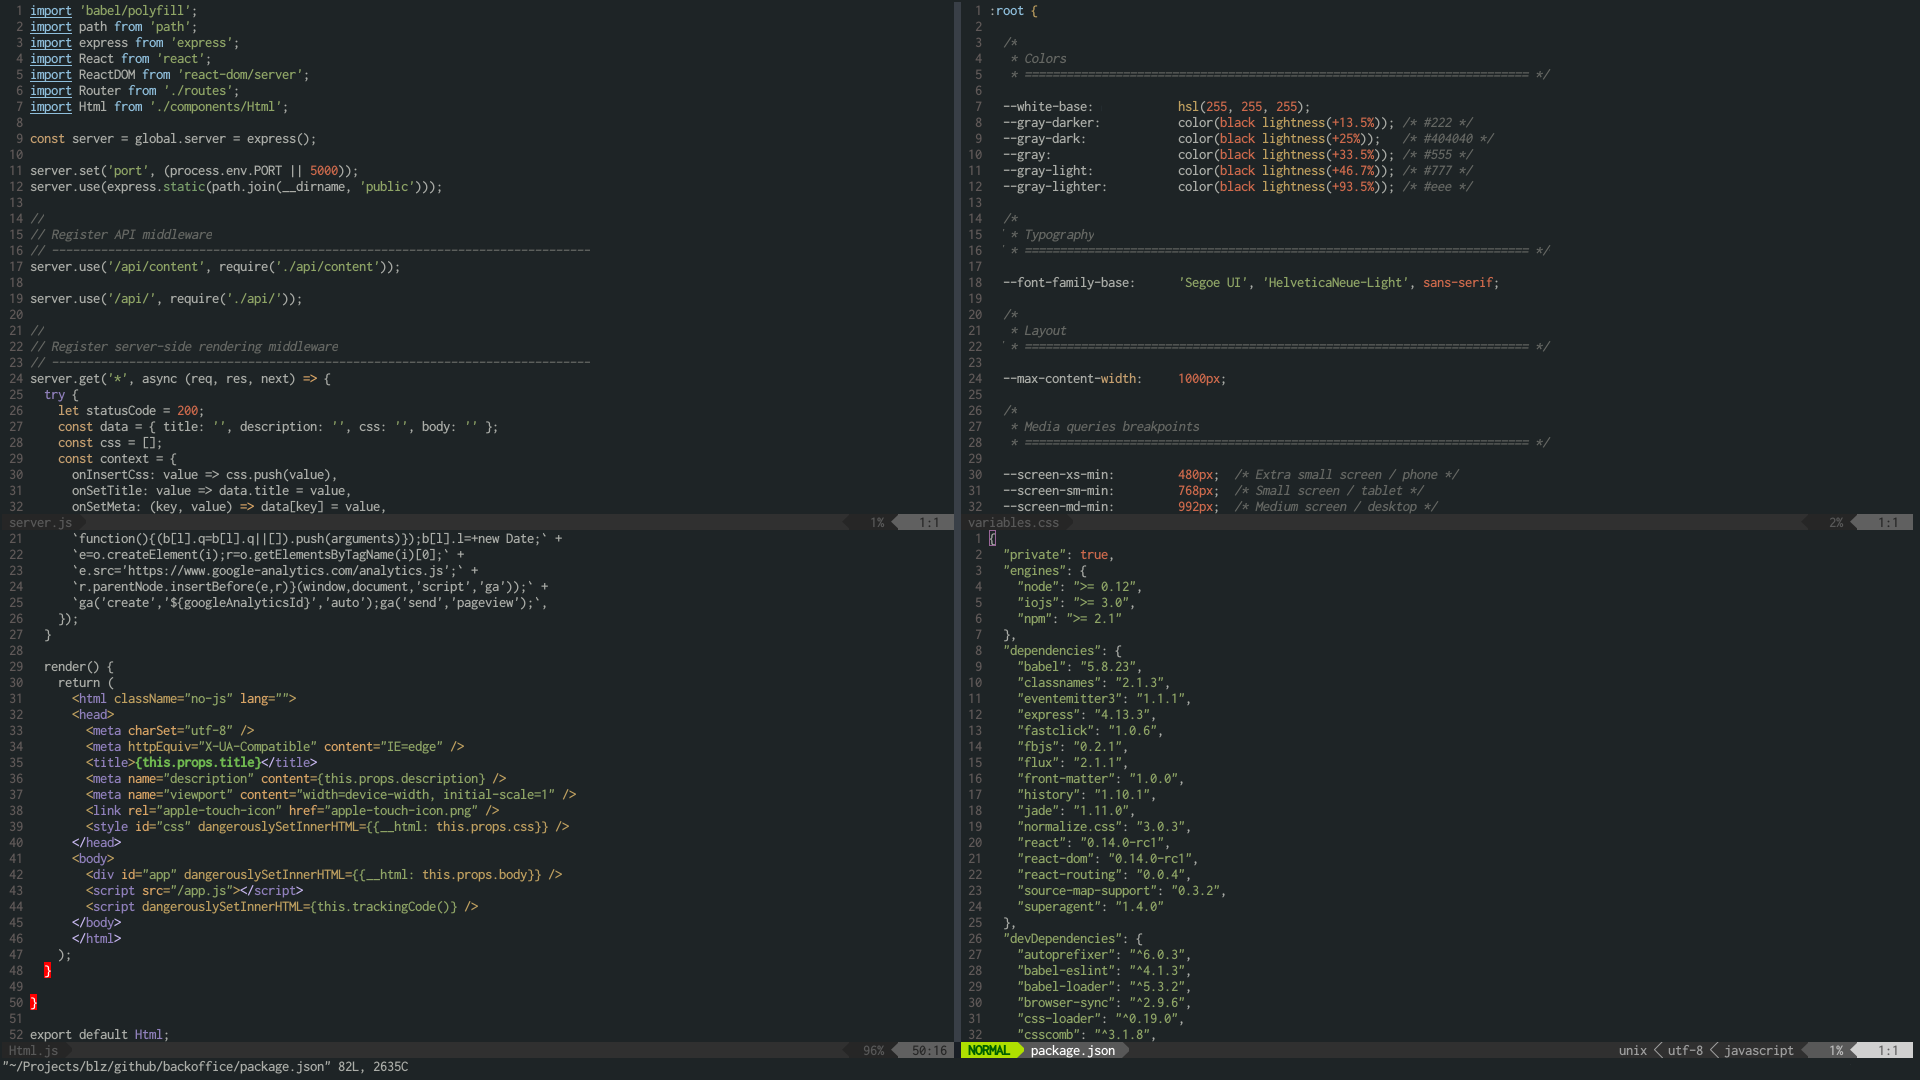 1 import 'babel/polyfill';
2 import path from 'path';
3 import express from 'express';
4 import React from 'react';
5 import ReactDOM from 'react-dom/server';
6 import Router from './routes';
7 import Html from './components/Html';
8
9 const server = global.server = express();
10
11 server.set('port', (process.env.PORT || 5000));
12 server.use(express.static(path.join(__dirname, 'public')));
13
14 //
15 // Register API middleware
16 // -----------------------------------------------------------------------------
17 server.use('/api/content', require('./api/content'));
18
19 server.use('/api/', require('./api/'));
20
21 //
22 // Register server-side rendering middleware
23 // -----------------------------------------------------------------------------
24 server.get('*', async (req, res, next) => {
25   try {
26     let statusCode = 200;
27     const data = { title: '', description: '', css: '', body: '' };
28     const css = [];
29     const context = {
30       onInsertCss: value => css.push(value),
31       onSetTitle: value => data.title = value,
32       onSetMeta: (key, value) => data[key] = value,
server.js 1% 1:1
21       `function(){(b[l].q=b[l].q||[]).push(arguments)});b[l].l=+new Date;` +
22       `e=o.createElement(i);r=o.getElementsByTagName(i)[0];` +
23       `e.src='https://www.google-analytics.com/analytics.js';` +
24       `r.parentNode.insertBefore(e,r)}(window,document,'script','ga'));` +
25       `ga('create','${googleAnalyticsId}','auto');ga('send','pageview');`,
26     });
27   }
28
29   render() {
30     return (
31       <html className="no-js" lang="">
32       <head>
33         <meta charSet="utf-8" />
34         <meta httpEquiv="X-UA-Compatible" content="IE=edge" />
35         <title>{this.props.title}</title>
36         <meta name="description" content={this.props.description} />
37         <meta name="viewport" content="width=device-width, initial-scale=1" />
38         <link rel="apple-touch-icon" href="apple-touch-icon.png" />
39         <style id="css" dangerouslySetInnerHTML={{__html: this.props.css}} />
40       </head>
41       <body>
42         <div id="app" dangerouslySetInnerHTML={{__html: this.props.body}} />
43         <script src="/app.js"></script>
44         <script dangerouslySetInnerHTML={this.trackingCode()} />
45       </body>
46       </html>
47     );
48   }
49
50 }
51
52 export default Html;
Html.js 96% 50:16
1 :root {
2
3   /*
4    * Colors
5    * ======================================================================== */
6
7   --white-base:            hsl(255, 255, 255);
8   --gray-darker:           color(black lightness(+13.5%)); /* #222 */
9   --gray-dark:             color(black lightness(+25%));   /* #404040 */
10   --gray:                  color(black lightness(+33.5%)); /* #555 */
11   --gray-light:            color(black lightness(+46.7%)); /* #777 */
12   --gray-lighter:          color(black lightness(+93.5%)); /* #eee */
13
14   /*
15    * Typography
16    * ======================================================================== */
17
18   --font-family-base:      'Segoe UI', 'HelveticaNeue-Light', sans-serif;
19
20   /*
21    * Layout
22    * ======================================================================== */
23
24   --max-content-width:     1000px;
25
26   /*
27    * Media queries breakpoints
28    * ======================================================================== */
29
30   --screen-xs-min:         480px;  /* Extra small screen / phone */
31   --screen-sm-min:         768px;  /* Small screen / tablet */
32   --screen-md-min:         992px;  /* Medium screen / desktop */
variables.css 2% 1:1
1 {
2   "private": true,
3   "engines": {
4     "node": ">= 0.12",
5     "iojs": ">= 3.0",
6     "npm": ">= 2.1"
7   },
8   "dependencies": {
9     "babel": "5.8.23",
10     "classnames": "2.1.3",
11     "eventemitter3": "1.1.1",
12     "express": "4.13.3",
13     "fastclick": "1.0.6",
14     "fbjs": "0.2.1",
15     "flux": "2.1.1",
16     "front-matter": "1.0.0",
17     "history": "1.10.1",
18     "jade": "1.11.0",
19     "normalize.css": "3.0.3",
20     "react": "0.14.0-rc1",
21     "react-dom": "0.14.0-rc1",
22     "react-routing": "0.0.4",
23     "source-map-support": "0.3.2",
24     "superagent": "1.4.0"
25   },
26   "devDependencies": {
27     "autoprefixer": "^6.0.3",
28     "babel-eslint": "^4.1.3",
29     "babel-loader": "^5.3.2",
30     "browser-sync": "^2.9.6",
31     "css-loader": "^0.19.0",
32     "csscomb": "^3.1.8",
NORMAL package.json unix utf-8 javascript 1% 1:1
"~/Projects/blz/github/backoffice/package.json" 82L, 2635C